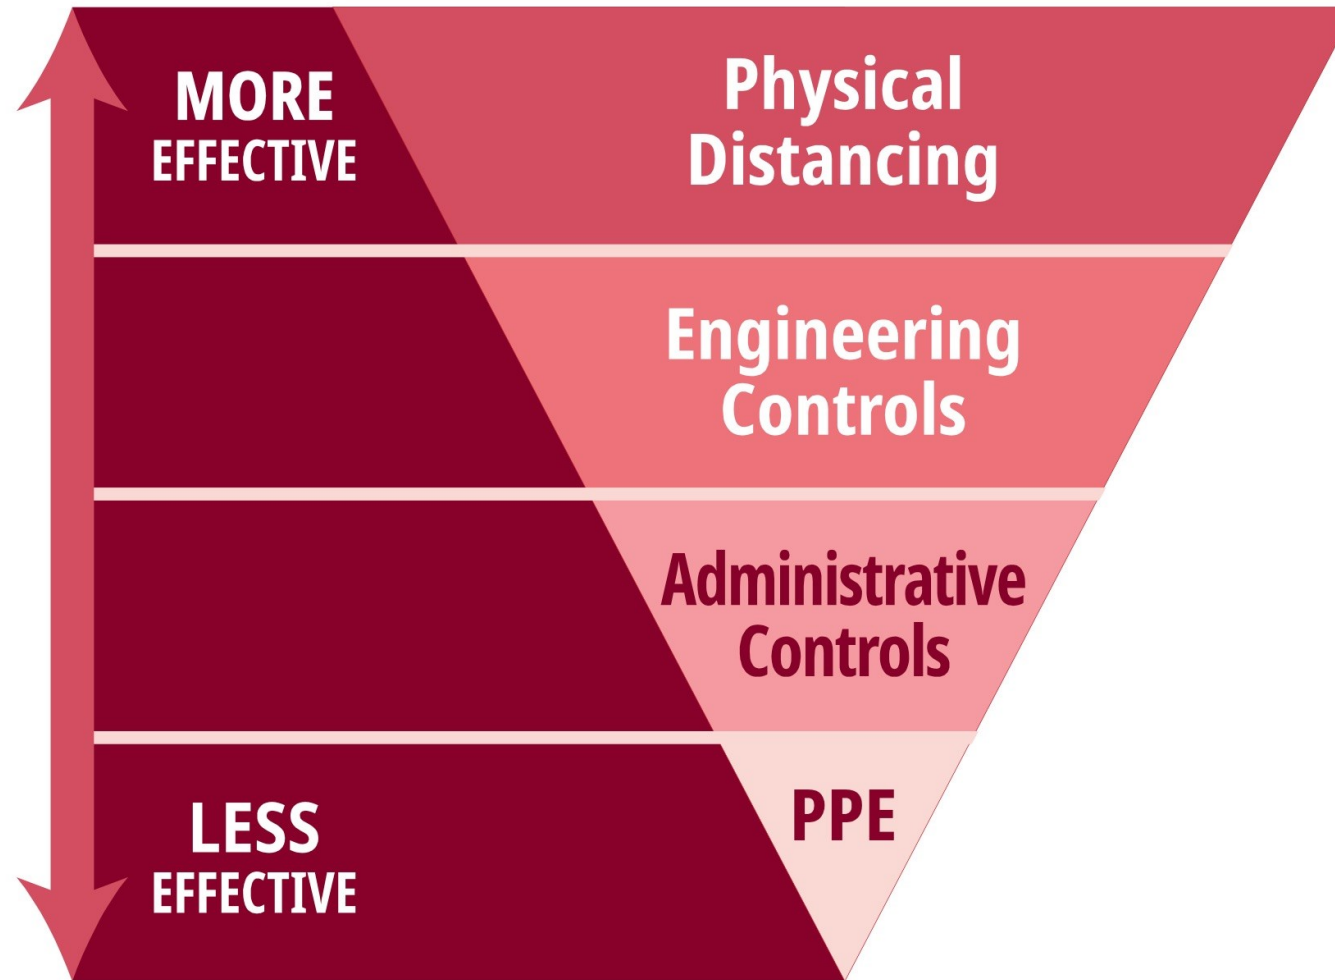 MORE
EFFECTIVE
Physical
Distancing
Engineering
Controls
Administrative
Controls
LESS
EFFECTIVE
PPE